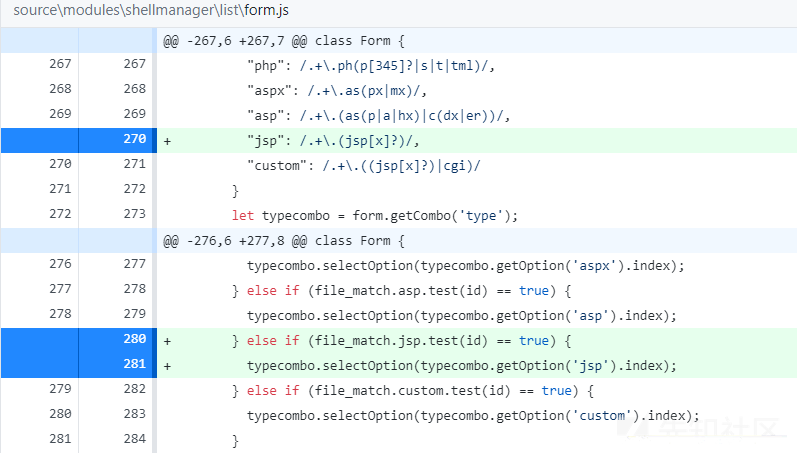 source\modules\shellmanager\list\form.js
@@ -267,6 +267,7 @@ class Form {
267 267 "php": /.+\.ph(p[345]?|s|t|tml)/,
268 268 "aspx": /.+\.as(px|mx)/,
269 269 "asp": /.+\.(as(p|a|hx)|c(dx|er))/,
270 + "jsp": /.+\.(jsp[x]?)/,
270 271 "custom": /.+\.((jsp[x]?)|cgi)/
271 272 }
272 273 let typecombo = form.getCombo('type');
@@ -276,6 +277,8 @@ class Form {
276 277 typecombo.selectOption(typecombo.getOption('aspx').index);
277 278 } else if (file_match.asp.test(id) == true) {
278 279 typecombo.selectOption(typecombo.getOption('asp').index);
280 + } else if (file_match.jsp.test(id) == true) {
281 + typecombo.selectOption(typecombo.getOption('jsp').index);
279 282 } else if (file_match.custom.test(id) == true) {
280 283 typecombo.selectOption(typecombo.getOption('custom').index);
281 284 }
先知社区